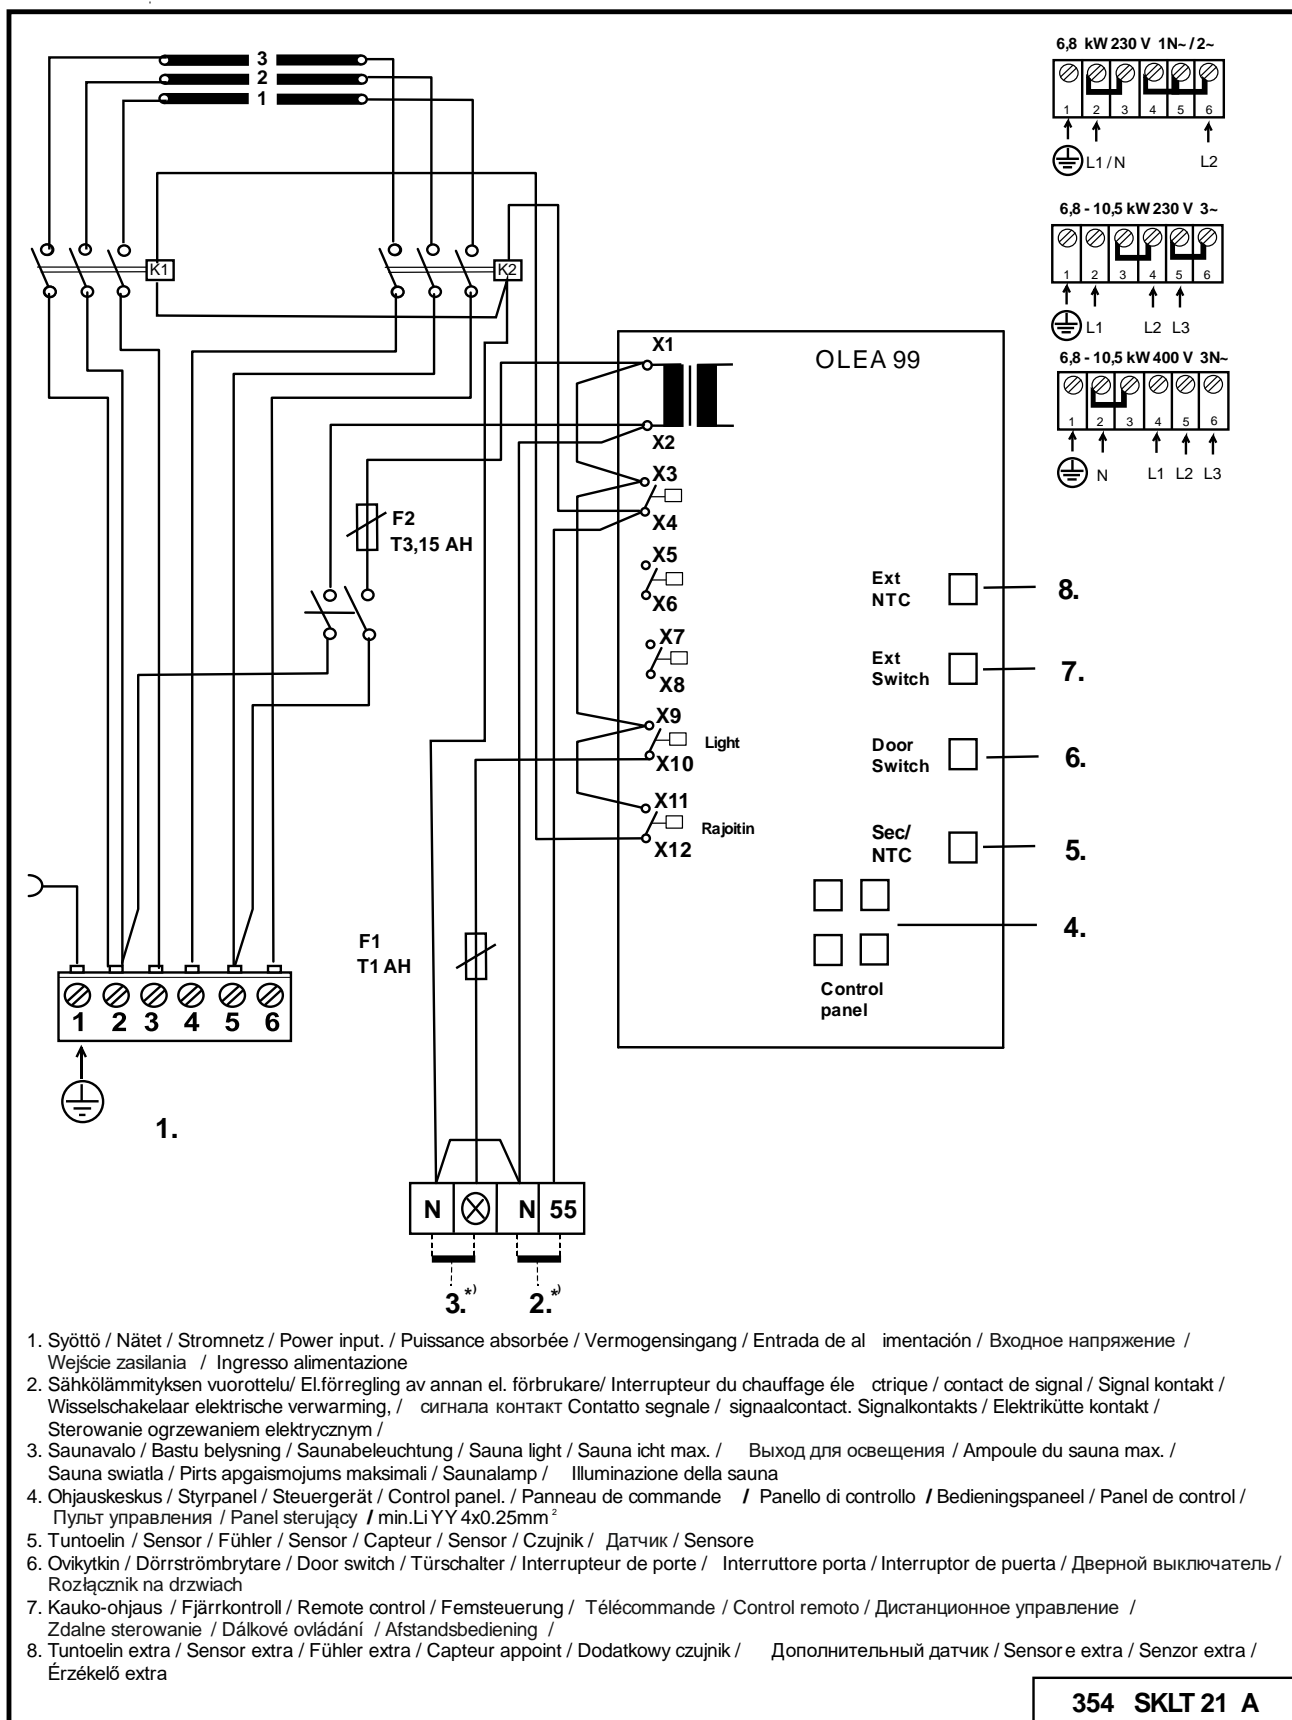 3
2
1
K1
K2
6,8 kW 230 V 1N~ / 2~
1 2 3 4 5 6
L1 / N L2
6,8 - 10,5 kW 230 V 3~
1 2 3 4 5 6
L1 L2 L3
6,8 - 10,5 kW 400 V 3N~
1 2 3 4 5 6
N L1 L2 L3
OLEA 99
X1
X2
X3
X4
X5
X6
X7
X8
X9
Light
X10
X11
Rajoitin
X12
F2
T3,15 AH
Ext
NTC
8.
Ext
Switch
7.
Door
Switch
6.
Sec/
NTC
5.
4.
Control
panel
F1
T1 AH
1 2 3 4 5 6
1.
N N 55
3.*) 2.*)
1. Syöttö / Nätet / Stromnetz / Power input. / Puissance absorbée / Vermogensingang / Entrada de al imentación / Входное напряжение /
Wejście zasilania / Ingresso alimentazione
2. Sähkölämmityksen vuorottelu/ El.förregling av annan el. förbrukare/ Interrupteur du chauffage éle ctrique / contact de signal / Signal kontakt /
Wisselschakelaar elektrische verwarming, / сигнала контакт Contatto segnale / signaalcontact. Signalkontakts / Elektrikütte kontakt /
Sterowanie ogrzewaniem elektrycznym /
3. Saunavalo / Bastu belysning / Saunabeleuchtung / Sauna light / Sauna icht max. / Выход для освещения / Ampoule du sauna max. /
Sauna swiatla / Pirts apgaismojums maksimali / Saunalamp / Illuminazione della sauna
4. Ohjauskeskus / Styrpanel / Steuergerät / Control panel. / Panneau de commande / Panello di controllo / Bedieningspaneel / Panel de control /
Пульт управления / Panel sterujący / min.Li YY 4x0.25mm²
5. Tuntoelin / Sensor / Fühler / Sensor / Capteur / Sensor / Czujnik / Датчик / Sensore
6. Ovikytkin / Dörrströmbrytare / Door switch / Türschalter / Interrupteur de porte / Interruttore porta / Interruptor de puerta / Дверной выключатель /
Rozłącznik na drzwiach
7. Kauko-ohjaus / Fjärrkontroll / Remote control / Femsteuerung / Télécommande / Control remoto / Дистанционное управление /
Zdalne sterowanie / Dálkové ovládání / Afstandsbediening /
8. Tuntoelin extra / Sensor extra / Fühler extra / Capteur appoint / Dodatkowy czujnik / Дополнительный датчик / Sensore extra / Senzor extra /
Érzékelő extra
354 SKLT 21 A